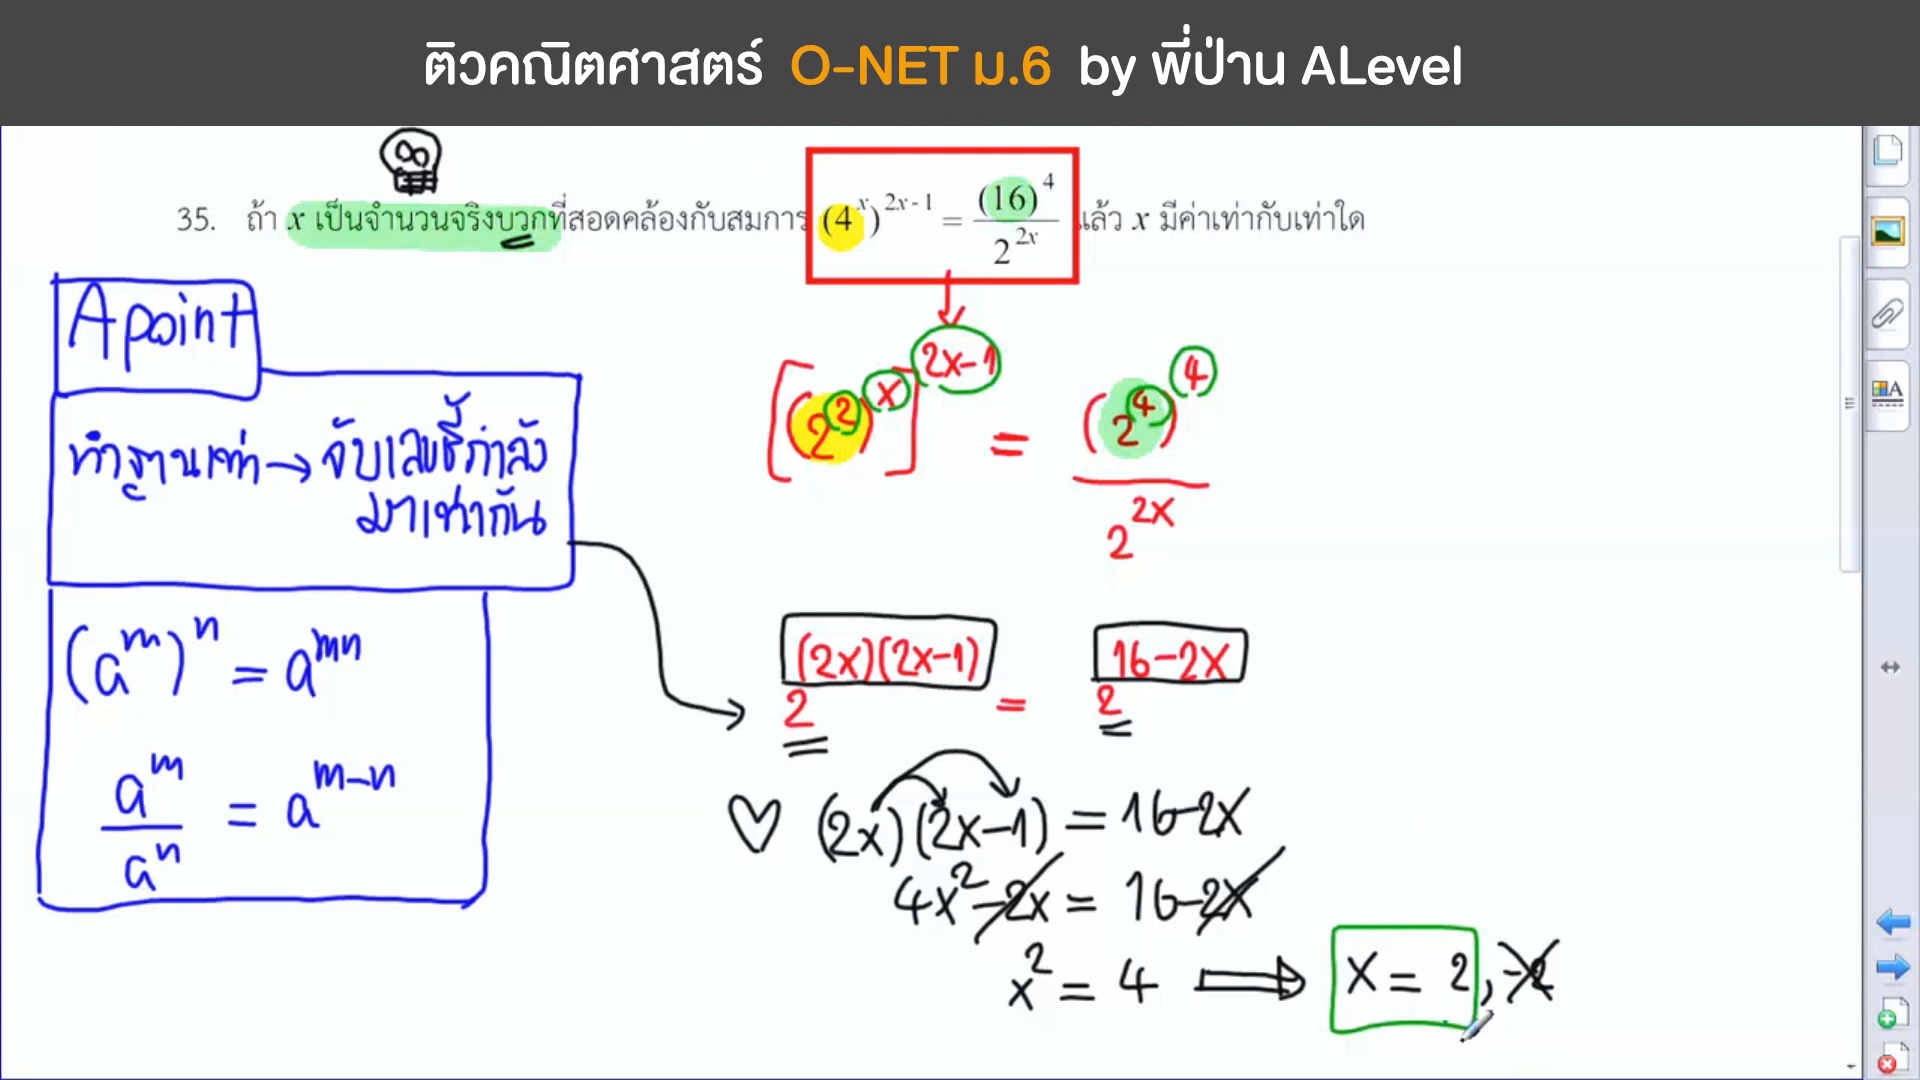 ติวคณิตศาสตร์ O-NET ม.6 by พี่ป่าน ALevel
35. ถ้า x เป็นจำนวนจริงบวกที่สอดคล้องกับสมการ (4^x)^{2x-1} = (16)^4 / 2^{2x} แล้ว x มีค่าเท่ากับเท่าใด
A point
ทำฐานเท่า → จับเลขชี้กำลัง
มาเท่ากัน
(a^m)^n = a^{mn}
a^m / a^n = a^{m-n}
[(2^2)^x]^{2x-1} = (2^4)^4 / 2^{2x}
2^{(2x)(2x-1)} = 2^{16-2x}
♡ (2x)(2x-1) = 16-2x
4x^2-2x = 16-2x
x^2 = 4 ⇒ x = 2, -2